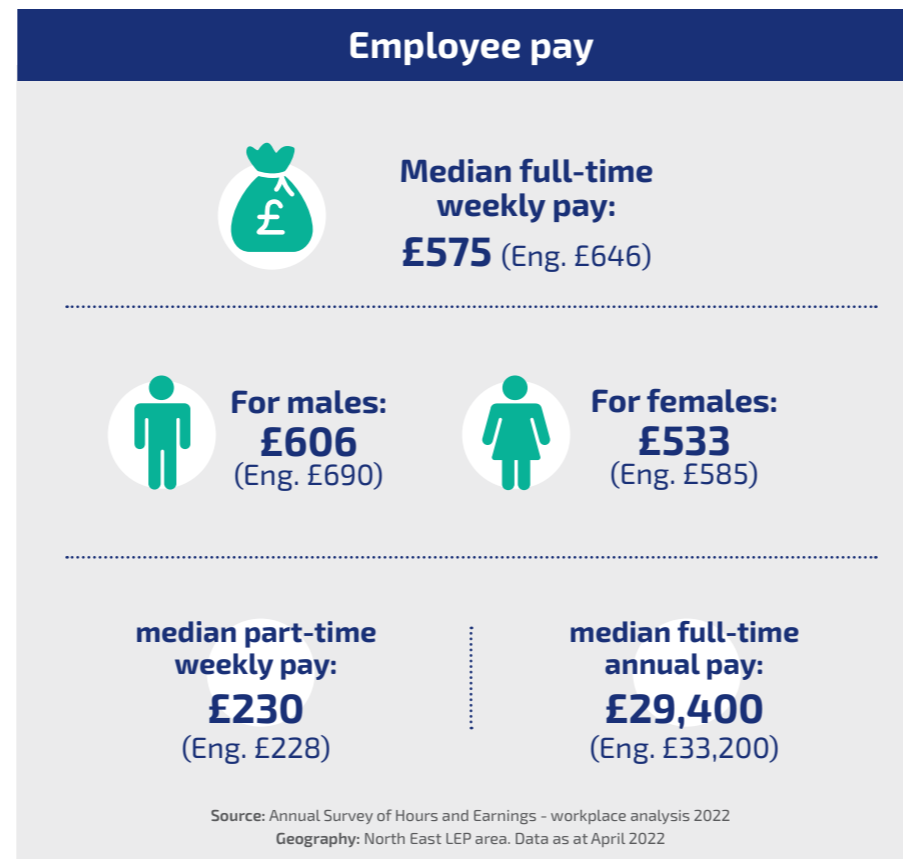 Employee pay
£
Median full-time
weekly pay:
£575 (Eng. £646)
For males:
£606
(Eng. £690)
For females:
£533
(Eng. £585)
median part-time
weekly pay:
£230
(Eng. £228)
median full-time
annual pay:
£29,400
(Eng. £33,200)
Source: Annual Survey of Hours and Earnings - workplace analysis 2022
Geography: North East LEP area. Data as at April 2022